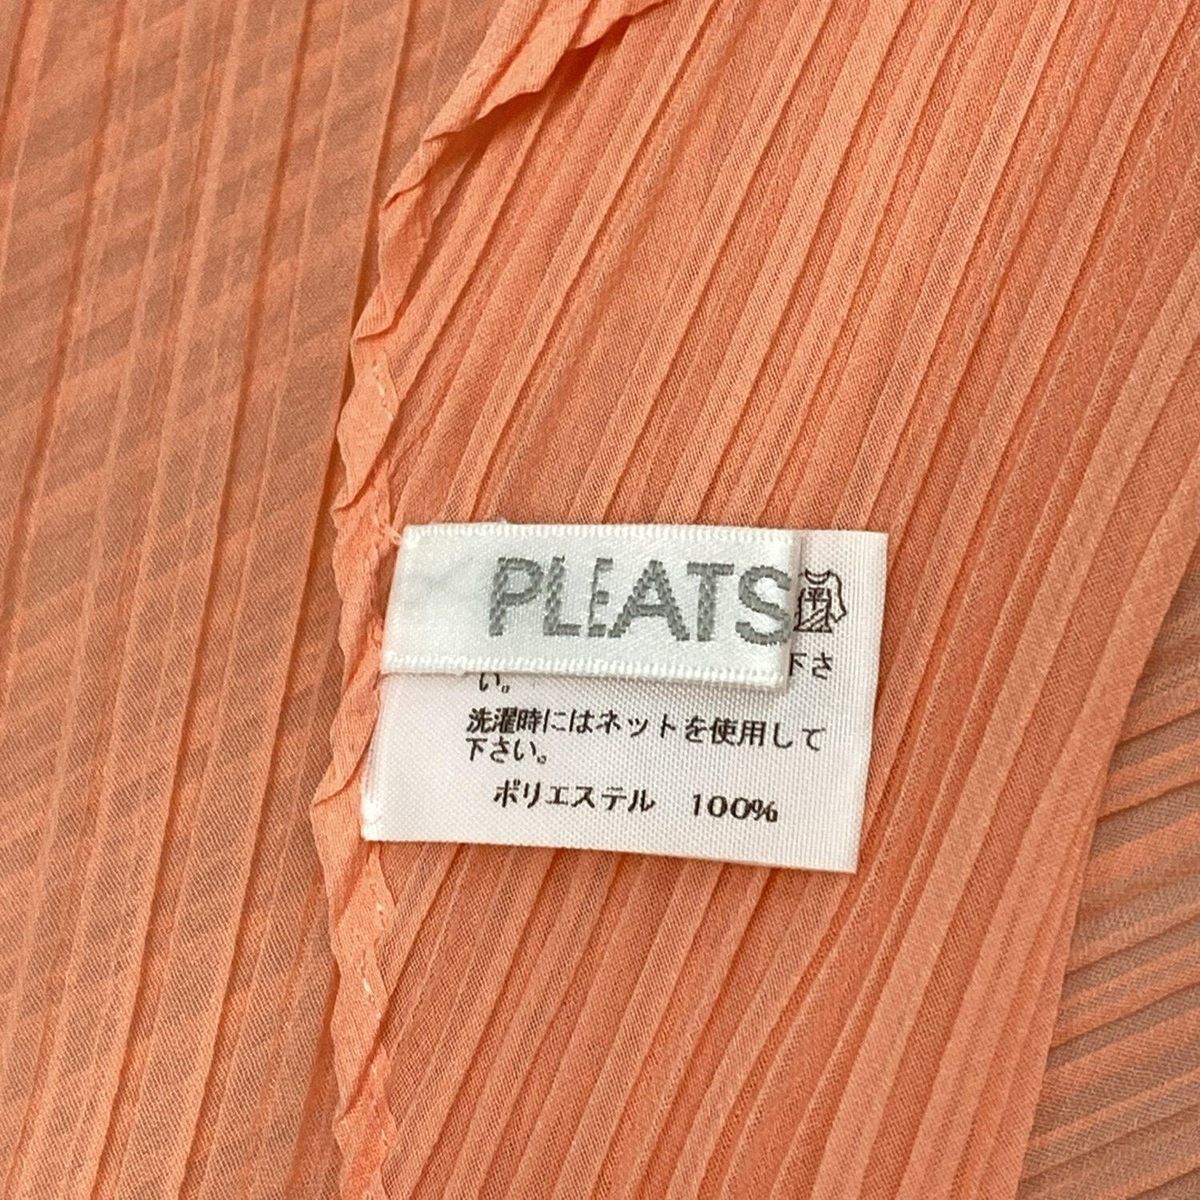 PLEATS
平
下さ
い。
洗濯時にはネットを使用して
下さい。
ポリエステル 100%